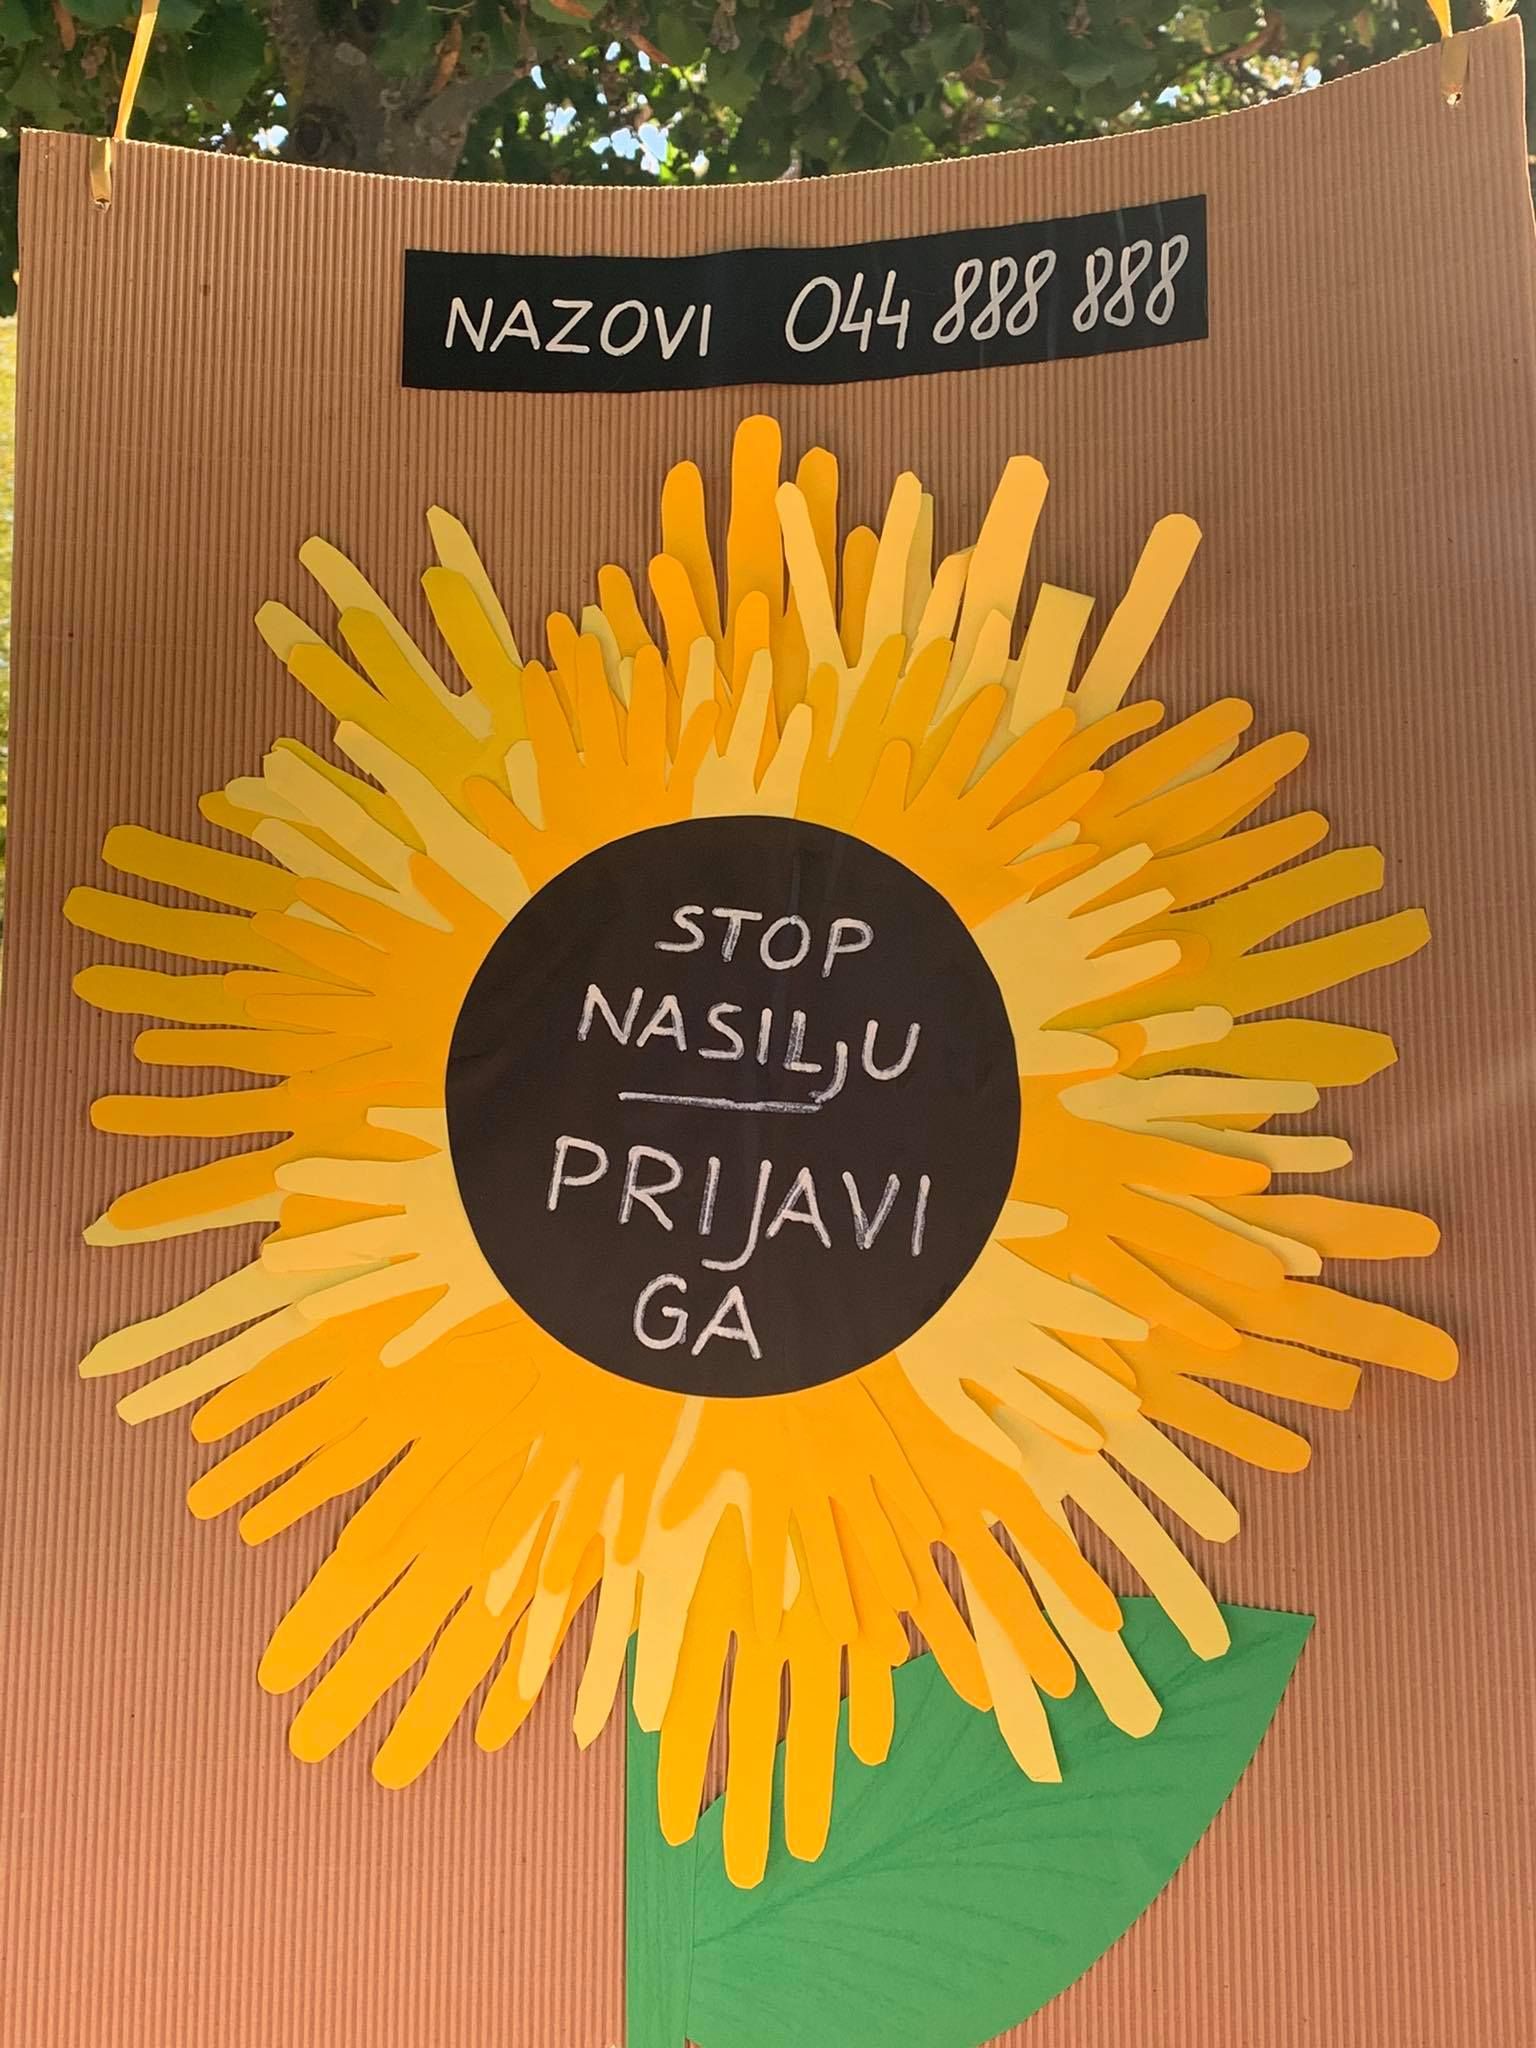 NAZOVI 044 888 888
STOP
NASILJU
PRIJAVI
GA